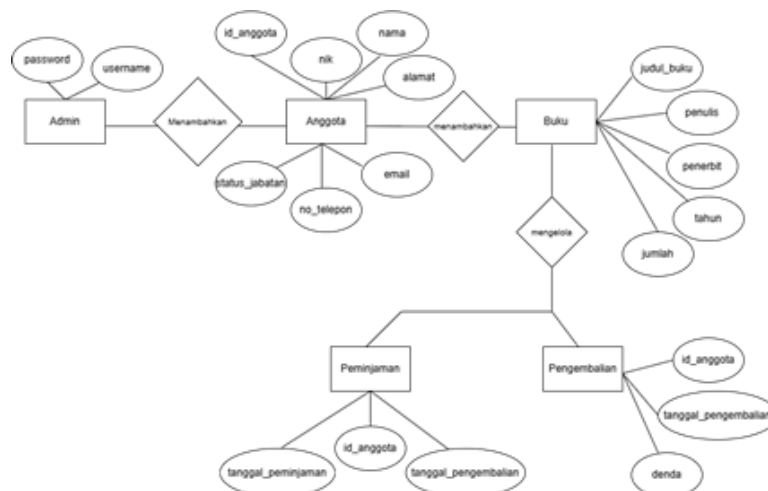 id_anggota
nama
nik
password
username
alamat
judul_buku
penulis
Admin
Menambahkan
Anggota
menambahkan
Buku
penerbit
status_jabatan
email
no_telepon
tahun
mengelola
jumlah
Peminjaman
Pengembalian
id_anggota
tanggal_pengembalian
id_anggota
tanggal_peminjaman
tanggal_pengembalian
denda